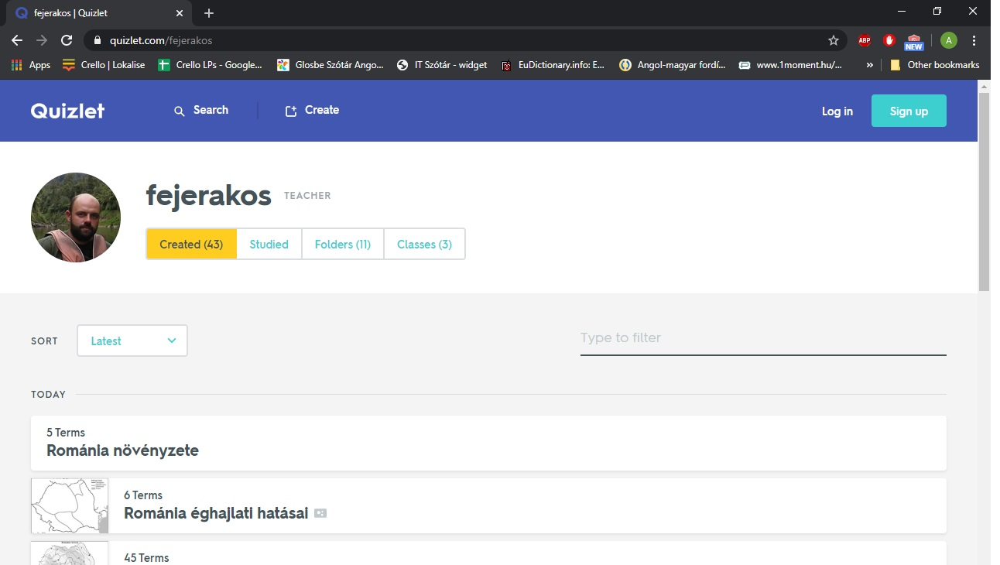 fejerakos | Quizlet
quizlet.com/fejerakos
ABP
NEW
A
Apps
Crello | Lokalise
Crello LPs - Google...
Glosbe Szótár Ango...
IT Szótár - widget
EuDictionary.info: E...
Angol-magyar fordí...
www.1moment.hu/...
»
Other bookmarks
Quizlet
Search
Create
Log in
Sign up
fejerakos TEACHER
Created (43)
Studied
Folders (11)
Classes (3)
SORT
Latest
Type to filter
TODAY
5 Terms
Románia növényzete
6 Terms
Románia éghajlati hatásai
45 Terms